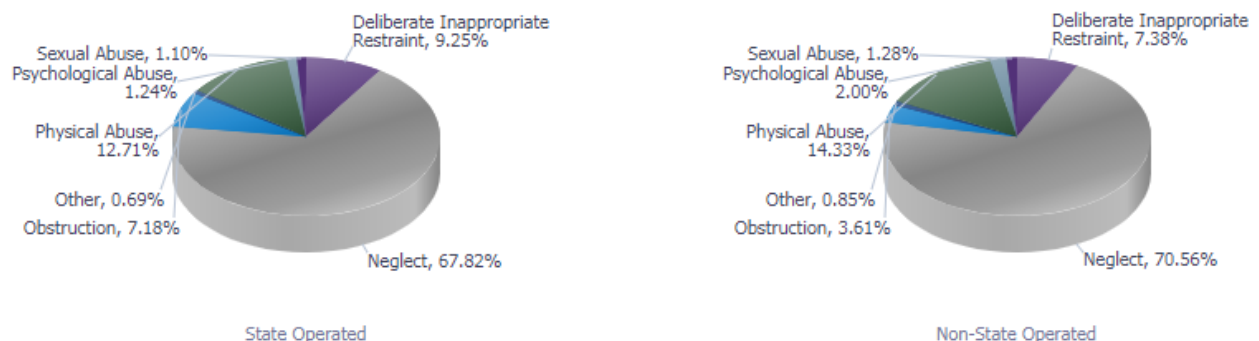 Deliberate Inappropriate
Restraint, 9.25%
Sexual Abuse, 1.10%
Psychological Abuse,
1.24%
Physical Abuse,
12.71%
Other, 0.69%
Obstruction, 7.18%
Neglect, 67.82%
State Operated
Deliberate Inappropriate
Restraint, 7.38%
Sexual Abuse, 1.28%
Psychological Abuse,
2.00%
Physical Abuse,
14.33%
Other, 0.85%
Obstruction, 3.61%
Neglect, 70.56%
Non-State Operated